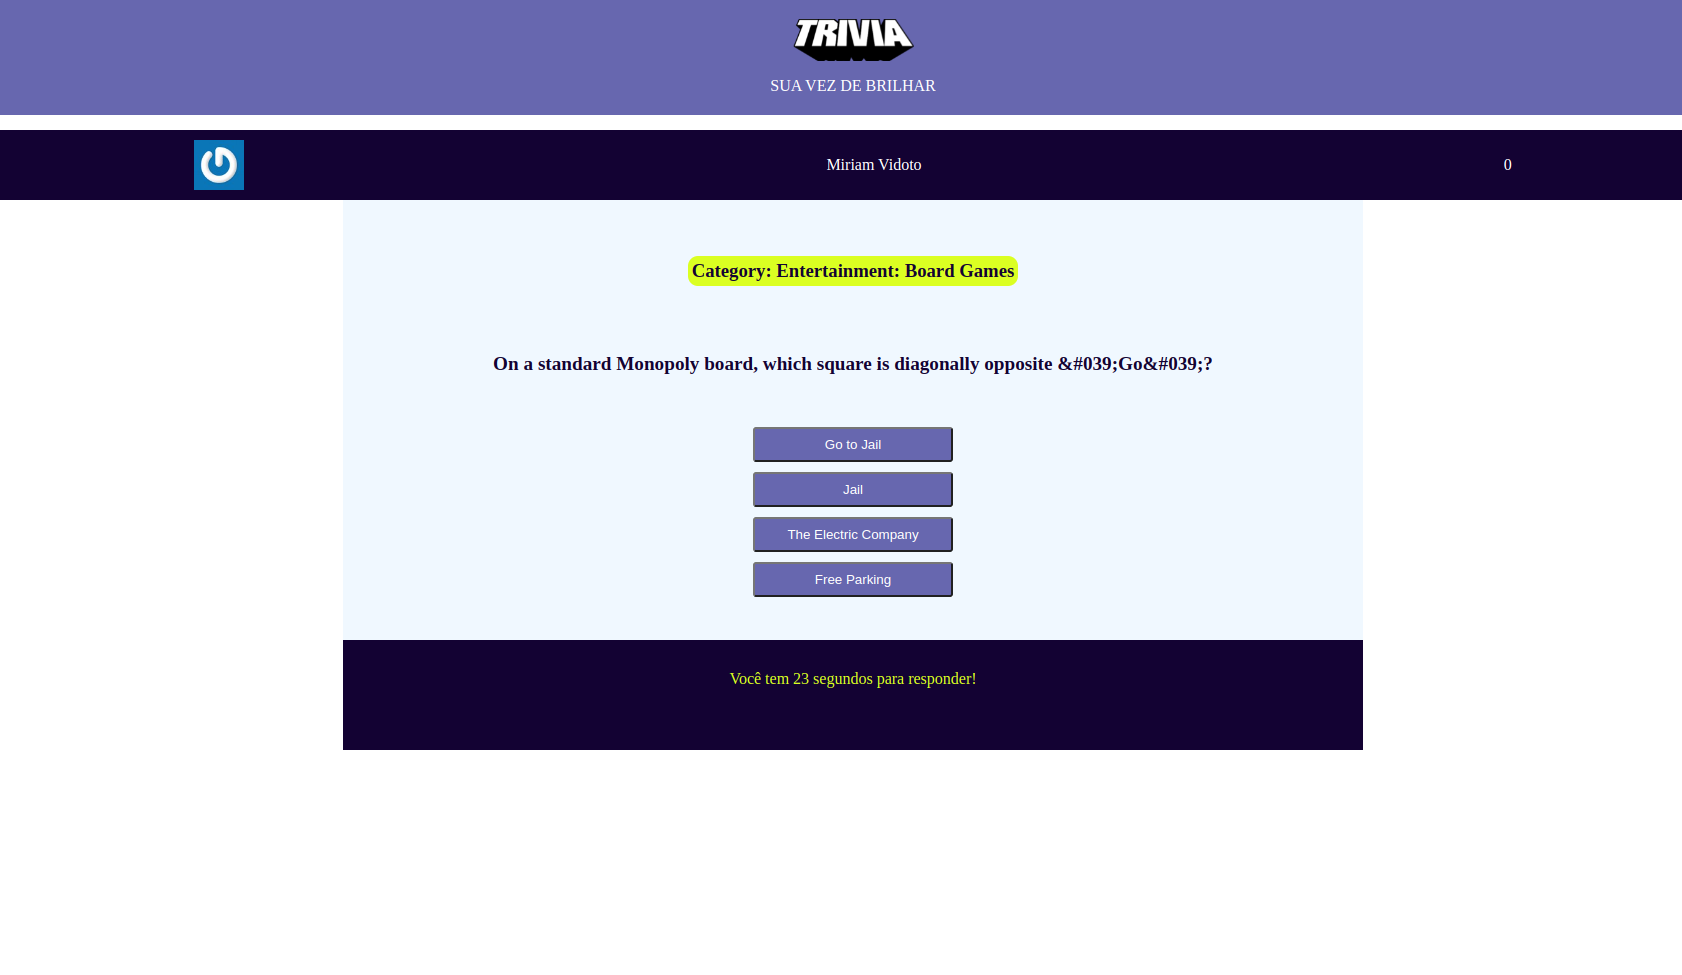 TRIVIA
SUA VEZ DE BRILHAR
Miriam Vidoto
0
Category: Entertainment: Board Games
On a standard Monopoly board, which square is diagonally opposite &#039;Go&#039;?
Go to Jail
Jail
The Electric Company
Free Parking
Você tem 23 segundos para responder!